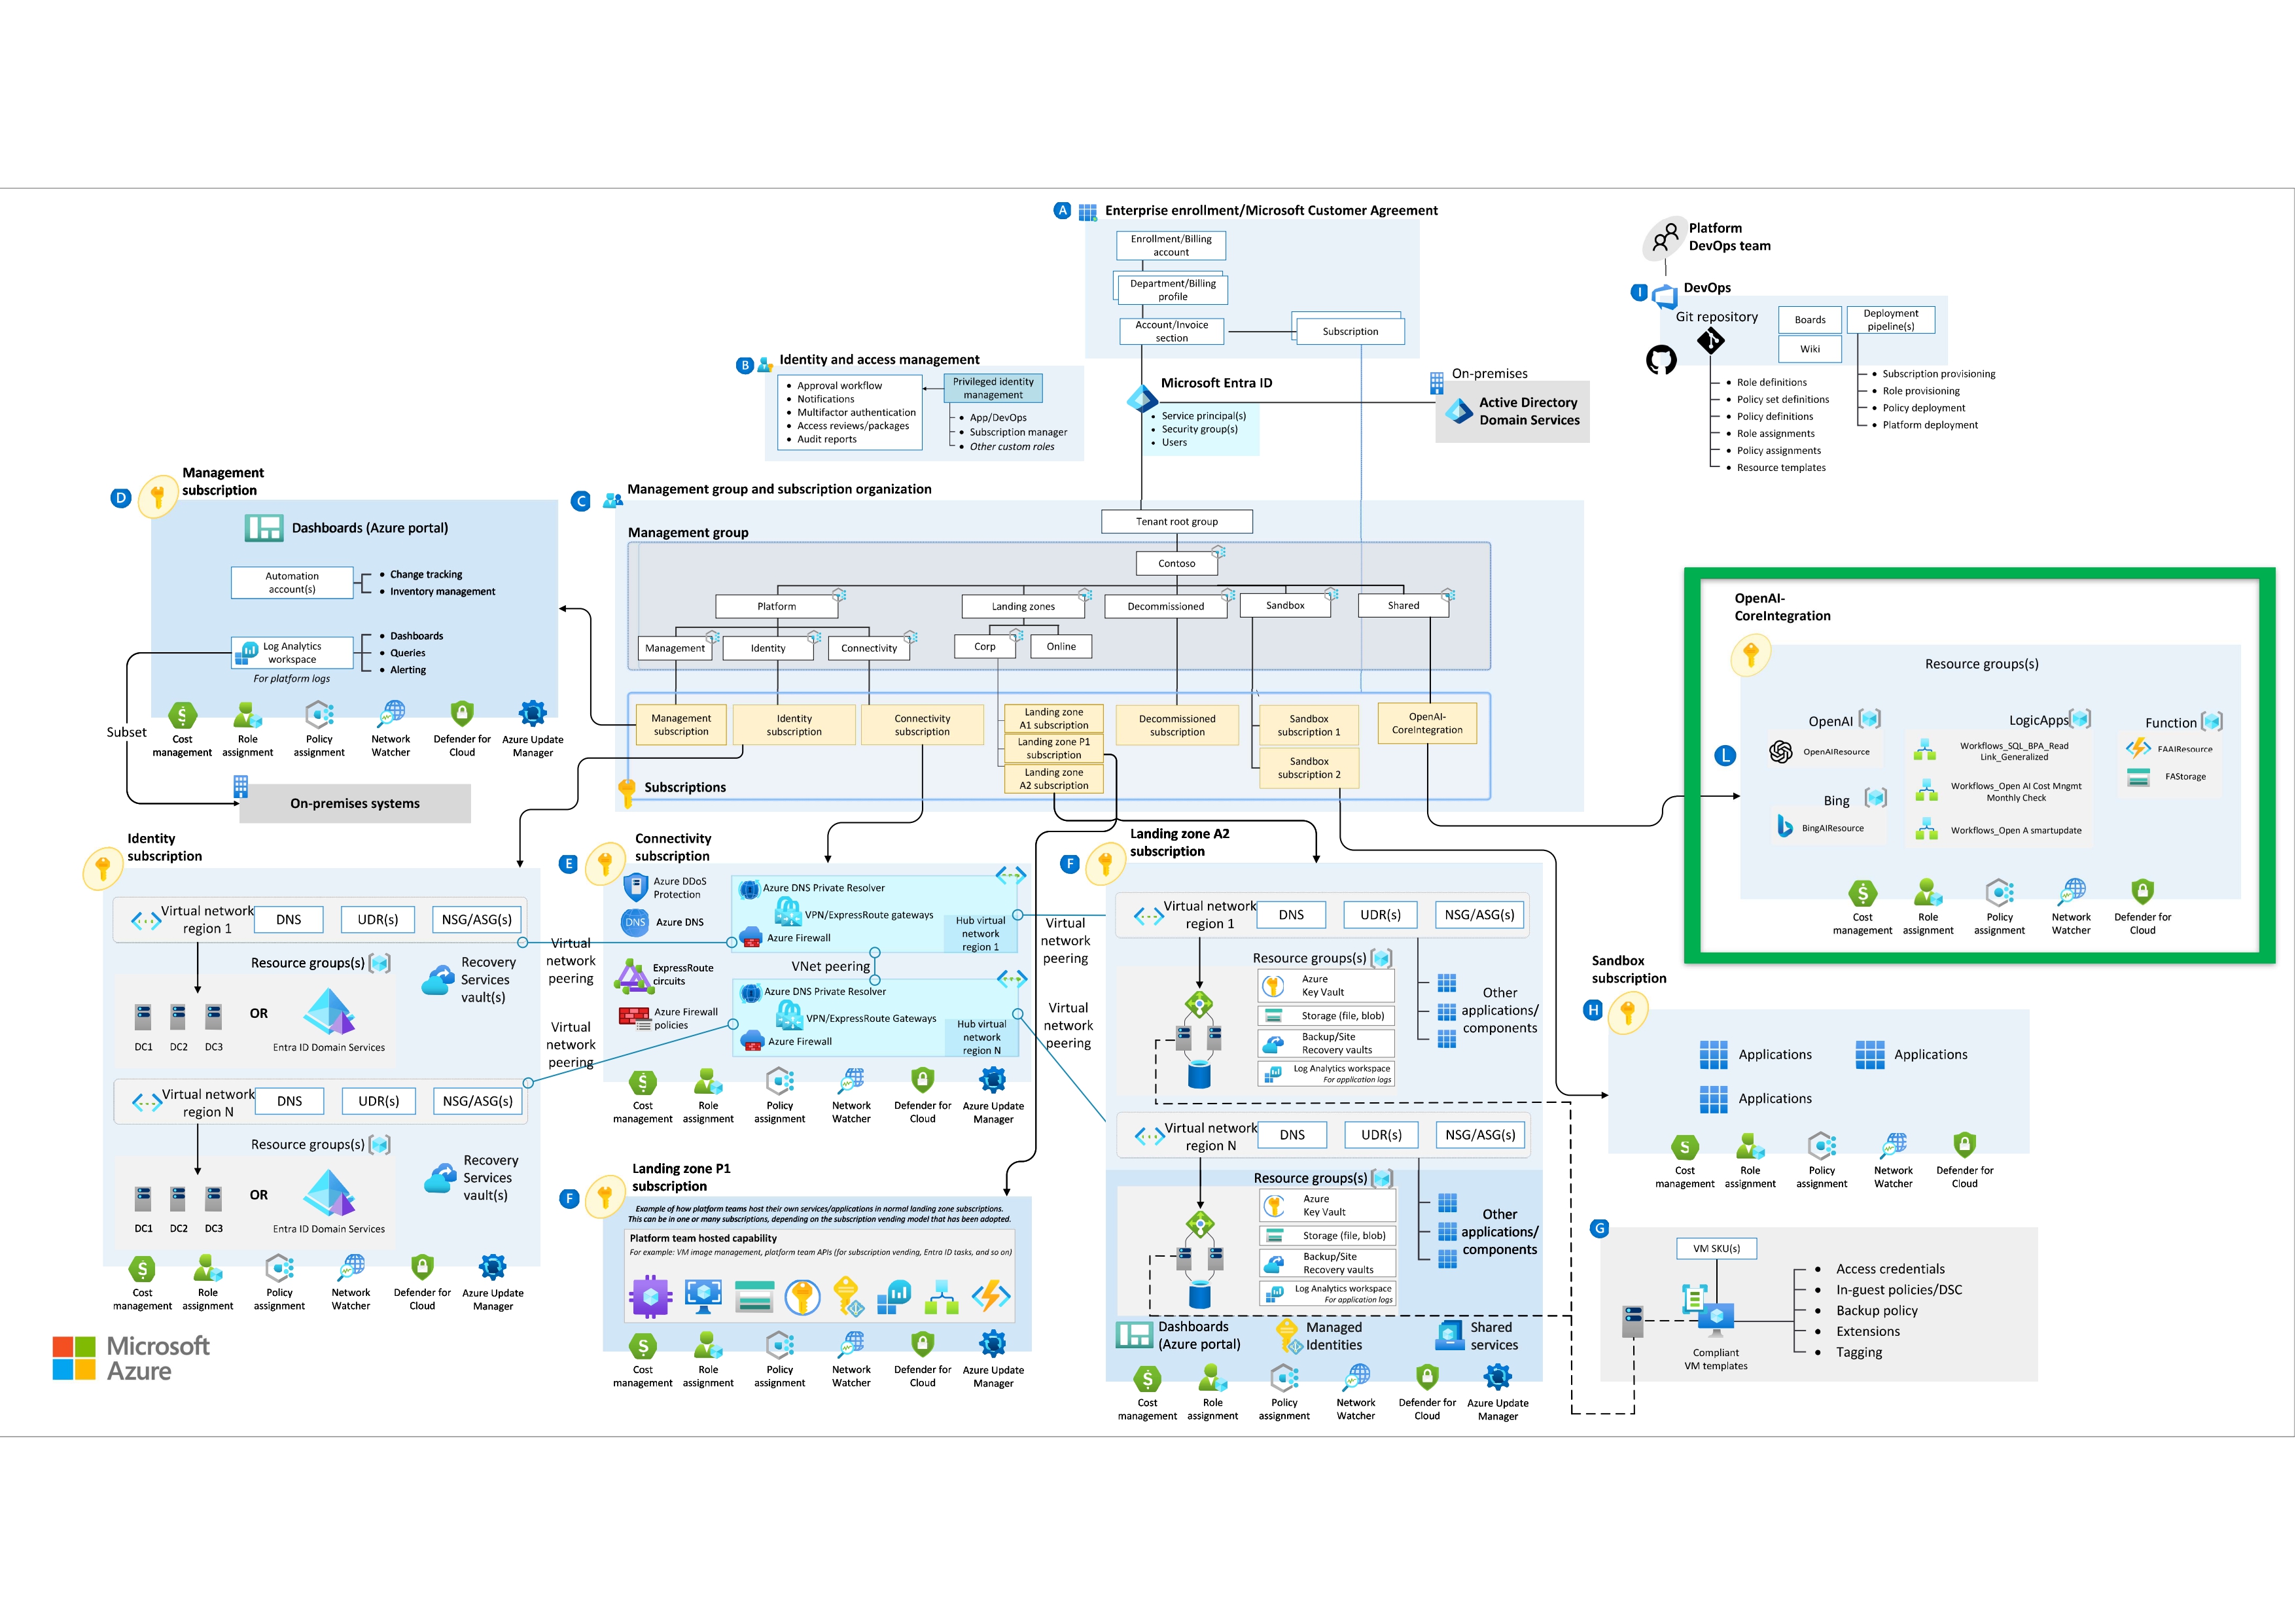 A
Enterprise enrollment/Microsoft Customer Agreement
Enrollment/Billing
account
Department/Billing
profile
Account/Invoice
section
Subscription
Platform
DevOps team
I
DevOps
Git repository
Boards
Wiki
Deployment
pipeline(s)
• Role definitions
• Policy set definitions
• Policy definitions
• Role assignments
• Policy assignments
• Resource templates
• Subscription provisioning
• Role provisioning
• Policy deployment
• Platform deployment
B
Identity and access management
• Approval workflow
• Notifications
• Multifactor authentication
• Access reviews/packages
• Audit reports
Privileged identity
management
• App/DevOps
• Subscription manager
• Other custom roles
Microsoft Entra ID
• Service principal(s)
• Security group(s)
• Users
On-premises
Active Directory
Domain Services
D
Management
subscription
Dashboards (Azure portal)
Automation
account(s)
• Change tracking
• Inventory management
Log Analytics
workspace
For platform logs
• Dashboards
• Queries
• Alerting
Subset
Cost
management
Role
assignment
Policy
assignment
Network
Watcher
Defender for
Cloud
Azure Update
Manager
On-premises systems
C
Management group and subscription organization
Management group
Tenant root group
Contoso
Platform
Landing zones
Decommissioned
Sandbox
Shared
Management
Identity
Connectivity
Corp
Online
Management
subscription
Identity
subscription
Connectivity
subscription
Landing zone
A1 subscription
Landing zone P1
subscription
Landing zone
A2 subscription
Decommissioned
subscription
Sandbox
subscription 1
Sandbox
subscription 2
OpenAI-
CoreIntegration
Subscriptions
OpenAI-
CoreIntegration
Resource groups(s)
L
OpenAI
OpenAIResource
Bing
BingAIResource
LogicApps
Workflows_SQL_BPA_Read
Link_Generalized
Workflows_Open AI Cost Mngmt
Monthly Check
Workflows_Open A smartupdate
Function
FAAIResource
FAStorage
Cost
management
Role
assignment
Policy
assignment
Network
Watcher
Defender for
Cloud
Identity
subscription
Virtual network
region 1
DNS
UDR(s)
NSG/ASG(s)
Resource groups(s)
DC1
DC2
DC3
OR
Entra ID Domain Services
Recovery
Services
vault(s)
Virtual network
region N
DNS
UDR(s)
NSG/ASG(s)
Resource groups(s)
DC1
DC2
DC3
OR
Entra ID Domain Services
Recovery
Services
vault(s)
Cost
management
Role
assignment
Policy
assignment
Network
Watcher
Defender for
Cloud
Azure Update
Manager
Microsoft
Azure
Virtual
network
peering
Virtual
network
peering
E
Connectivity
subscription
Azure DDoS
Protection
DNS
Azure DNS
ExpressRoute
circuits
Azure Firewall
policies
Azure DNS Private Resolver
VPN/ExpressRoute gateways
Azure Firewall
Hub virtual
network
region 1
VNet peering
Azure DNS Private Resolver
VPN/ExpressRoute Gateways
Azure Firewall
Hub virtual
network
region N
Cost
management
Role
assignment
Policy
assignment
Network
Watcher
Defender for
Cloud
Azure Update
Manager
Virtual
network
peering
Virtual
network
peering
F
Landing zone P1
subscription
Example of how platform teams host their own services/applications in normal landing zone subscriptions.
This can be in one or many subscriptions, depending on the subscription vending model that has been adopted.
Platform team hosted capability
For example: VM image management, platform team APIs (for subscription vending, Entra ID tasks, and so on)
Cost
management
Role
assignment
Policy
assignment
Network
Watcher
Defender for
Cloud
Azure Update
Manager
F
Landing zone A2
subscription
Virtual network
region 1
DNS
UDR(s)
NSG/ASG(s)
Resource groups(s)
Azure
Key Vault
Storage (file, blob)
Backup/Site
Recovery vaults
Log Analytics workspace
For application logs
Other
applications/
components
Virtual network
region N
DNS
UDR(s)
NSG/ASG(s)
Resource groups(s)
Azure
Key Vault
Storage (file, blob)
Backup/Site
Recovery vaults
Log Analytics workspace
For application logs
Other
applications/
components
Dashboards
(Azure portal)
Managed
Identities
Shared
services
Cost
management
Role
assignment
Policy
assignment
Network
Watcher
Defender for
Cloud
Azure Update
Manager
Sandbox
subscription
H
Applications
Applications
Applications
Cost
management
Role
assignment
Policy
assignment
Network
Watcher
Defender for
Cloud
G
VM SKU(s)
Compliant
VM templates
• Access credentials
• In-guest policies/DSC
• Backup policy
• Extensions
• Tagging